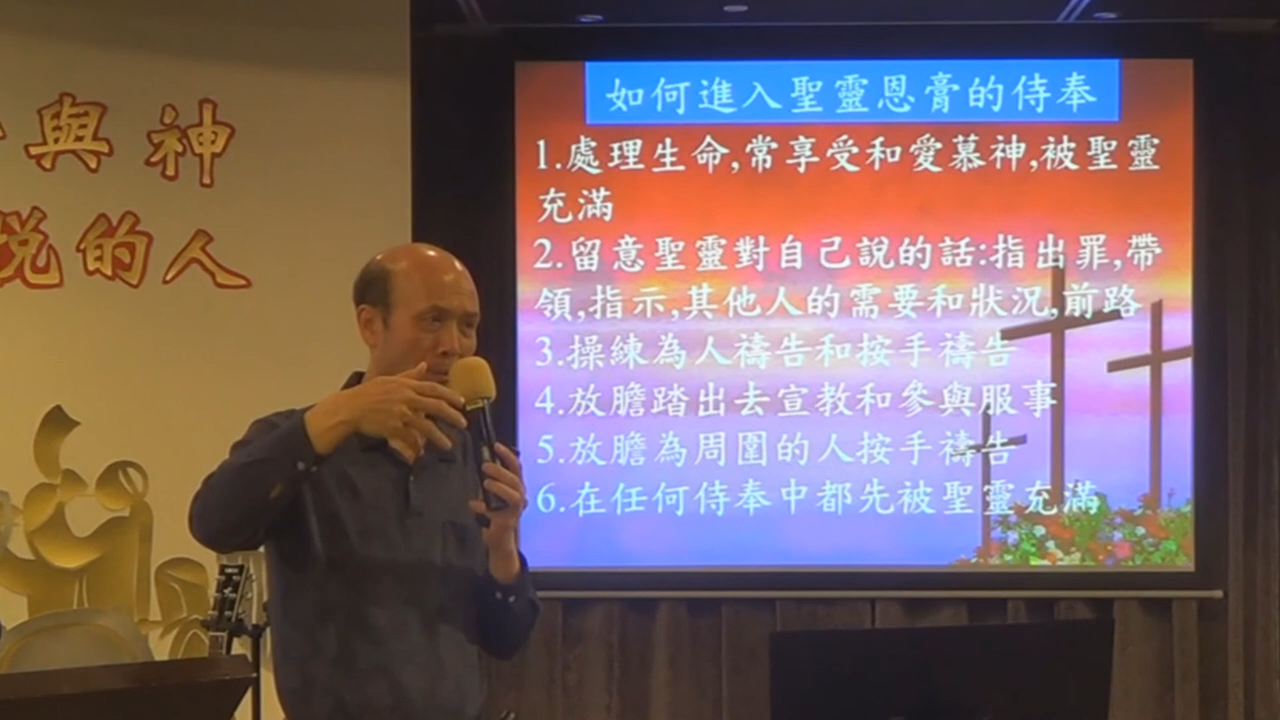 與神
悅的人
如何進入聖靈恩膏的侍奉
1.處理生命,常享受和愛慕神,被聖靈
充滿
2.留意聖靈對自己說的話:指出罪,帶
領,指示,其他人的需要和狀況,前路
3.操練為人禱告和按手禱告
4.放膽踏出去宣教和參與服事
5.放膽為周圍的人按手禱告
6.在任何侍奉中都先被聖靈充滿